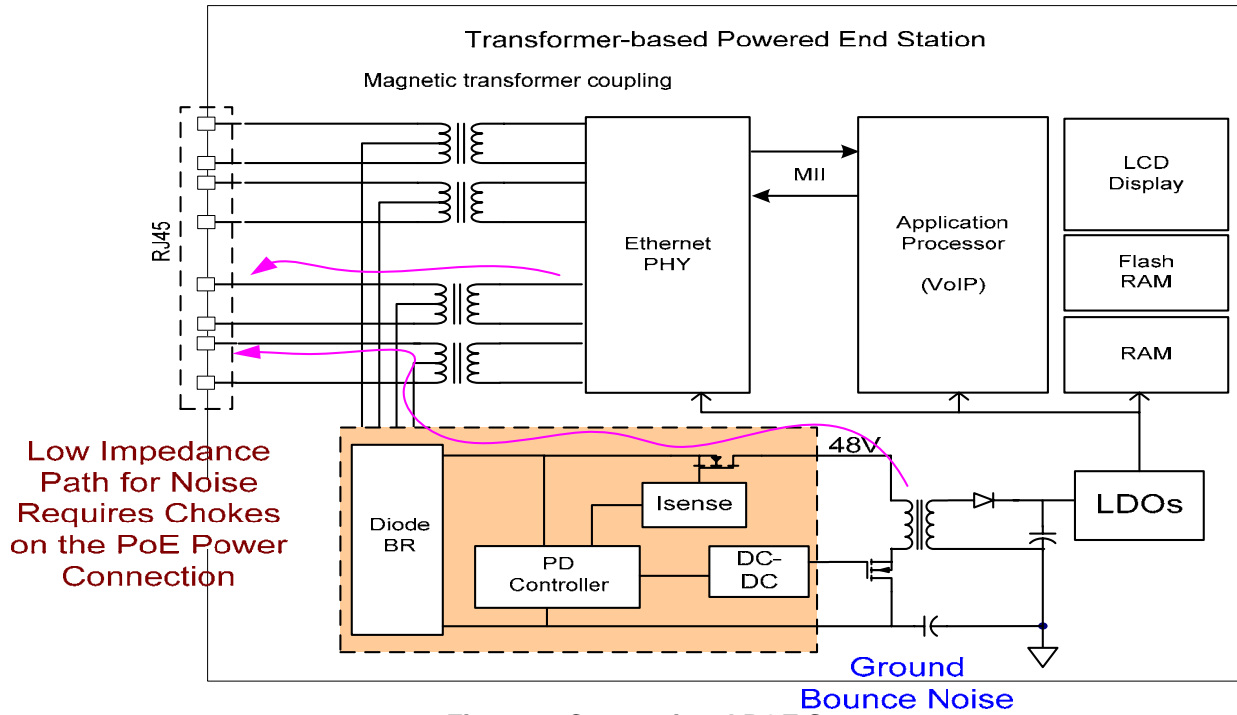 Transformer-based Powered End Station
Magnetic transformer coupling
RJ45
Ethernet
PHY
MII
Application
Processor
(VoIP)
LCD
Display
Flash
RAM
RAM
Low Impedance
Path for Noise
Requires Chokes
on the PoE Power
Connection
48V
Diode
BR
Isense
PD
Controller
DC-
DC
LDOs
Ground
Bounce Noise